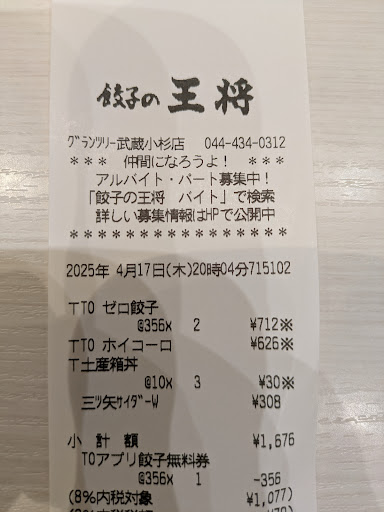 餃子の 王将
ｸﾞﾗﾝﾂﾘｰ武蔵小杉店 044-434-0312
＊＊＊ 仲間になろうよ！ ＊＊＊
アルバイト・パート募集中！
「餃子の王将 バイト」で検索
詳しい募集情報はHPで公開中
＊＊＊＊＊＊＊＊＊＊＊＊＊＊＊＊
2025年 4月17日(木)20時04分715102
TTO ゼロ餃子
@356× 2 ¥712※
TTO ホイコーロ ¥626※
T土産箱丼
@10× 3 ¥30※
三ﾂ矢ｻｲﾀﾞｰW ¥308
小 計 額 ¥1,676
TOアプリ餃子無料券
@356× 1 -356
(8%内税対象 ¥1,077)